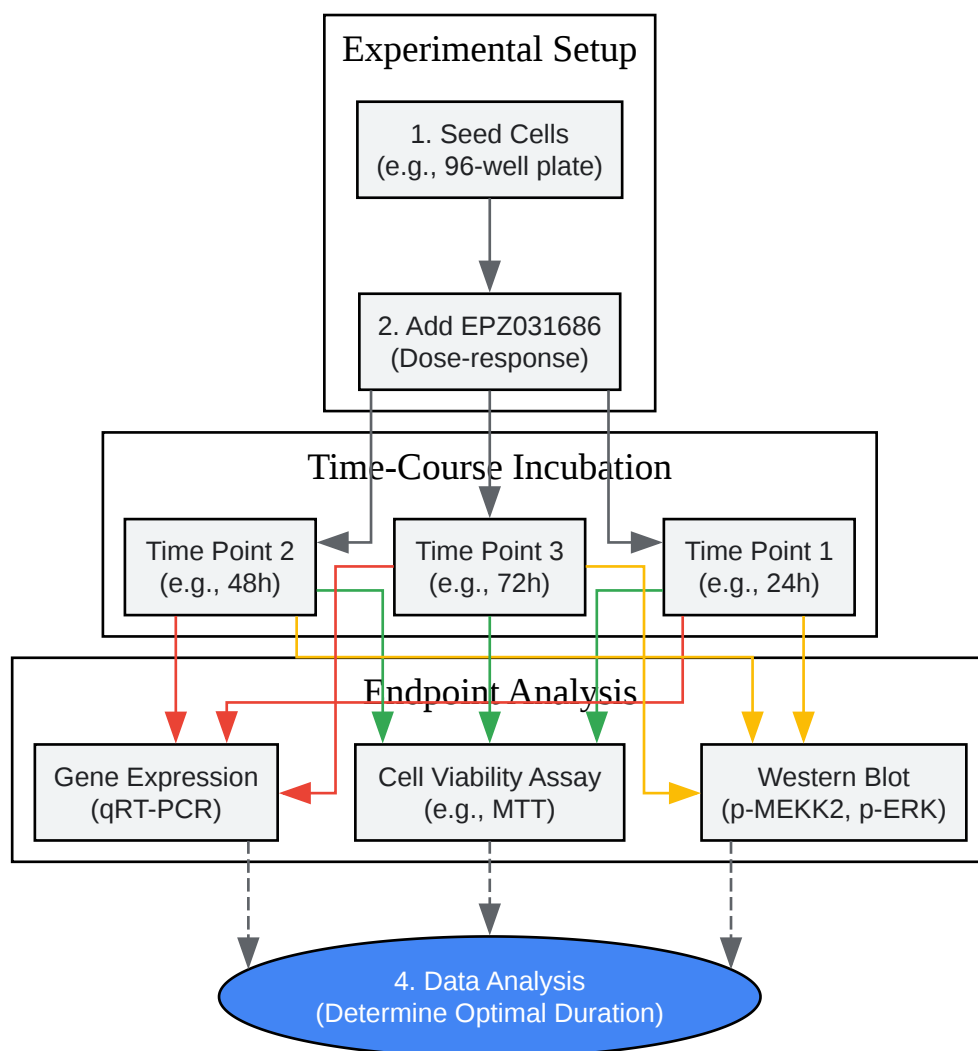 Experimental Setup
1. Seed Cells
(e.g., 96-well plate)
2. Add EPZ031686
(Dose-response)
Time-Course Incubation
Time Point 2
(e.g., 48h)
Time Point 3
(e.g., 72h)
Time Point 1
(e.g., 24h)
Endpoint Analysis
Gene Expression
(qRT-PCR)
Cell Viability Assay
(e.g., MTT)
Western Blot
(p-MEKK2, p-ERK)
4. Data Analysis
(Determine Optimal Duration)